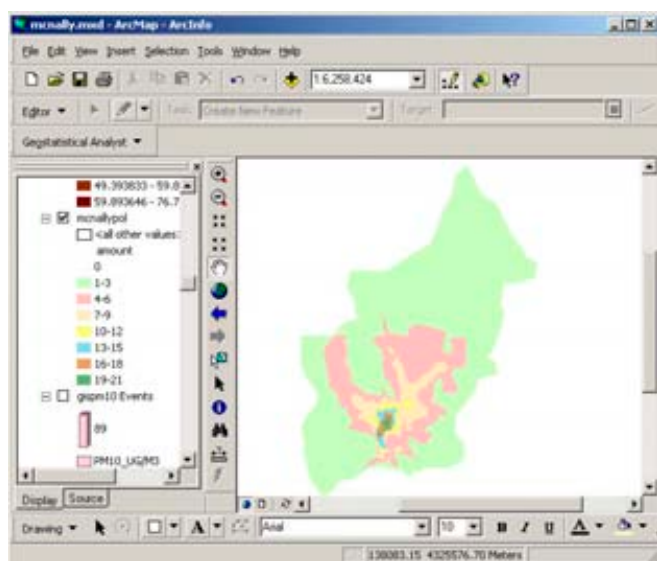 mcnally.mxd - ArcMap - ArcInfo
File Edit View Insert Selection Tools Window Help
1:6,258,424
Editor Task: Create New Feature Target:
Geostatistical Analyst
49.393833 - 59.8
59.893646 - 76.7
mcnallypol
<all other values>
amount
0
1-3
4-6
7-9
10-12
13-15
16-18
19-21
gispm10 Events
89
PM10_UG/M3
Display Source
Drawing A Arial 10 B I U A
138083.15 4325576.70 Meters